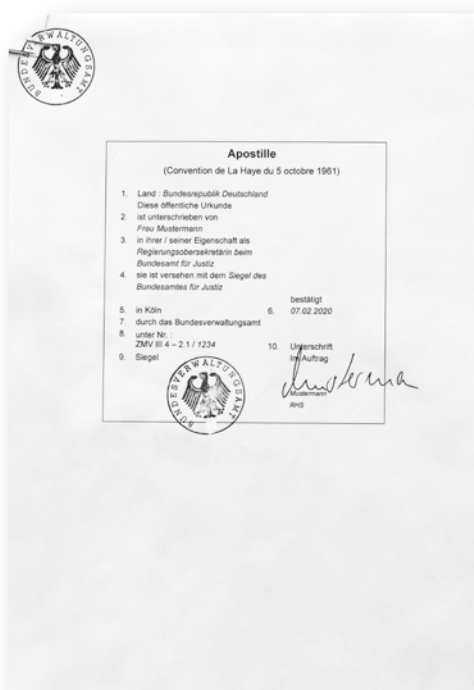 BUNDESVERWALTUNGSAMT
Apostille
(Convention de La Haye du 5 octobre 1961)
1. Land : Bundesrepublik Deutschland
Diese öffentliche Urkunde
2. ist unterschrieben von
Frau Mustermann
3. in ihrer / seiner Eigenschaft als
Regierungsobersekretärin beim
Bundesamt für Justiz
4. sie ist versehen mit dem Siegel des
Bundesamtes für Justiz
bestätigt
5. in Köln 6. 07.02.2020
7. durch das Bundesverwaltungsamt
8. unter Nr. :
ZMV III 4 – 2.1 / 1234 10. Unterschrift
9. Siegel Im Auftrag
BUNDESVERWALTUNGSAMT
Mustermann
RHS